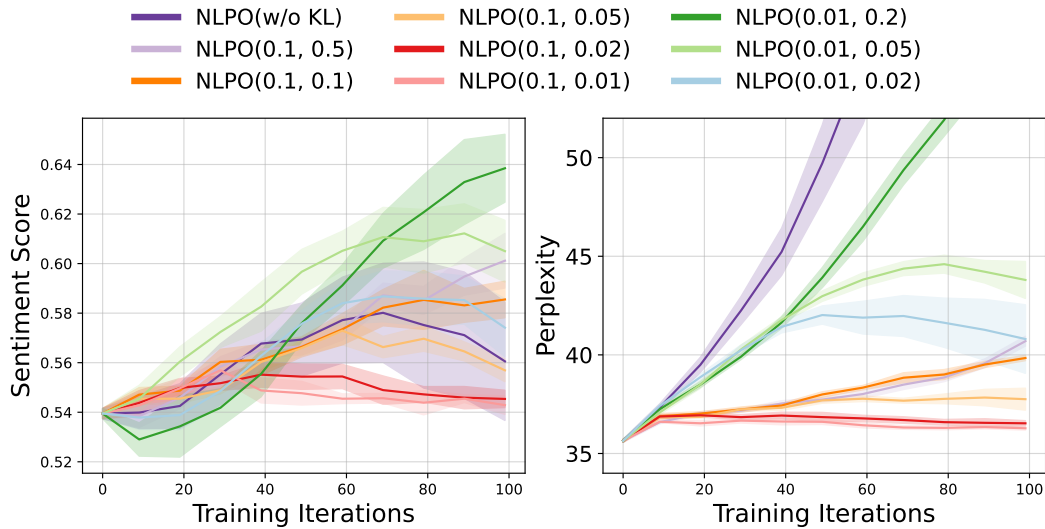 NLPO(w/o KL) NLPO(0.1, 0.05) NLPO(0.01, 0.2)
NLPO(0.1, 0.5) NLPO(0.1, 0.02) NLPO(0.01, 0.05)
NLPO(0.1, 0.1) NLPO(0.1, 0.01) NLPO(0.01, 0.02)
Sentiment Score
0.64
0.62
0.60
0.58
0.56
0.54
0.52
0 20 40 60 80 100
Training Iterations
Perplexity
50
45
40
35
0 20 40 60 80 100
Training Iterations